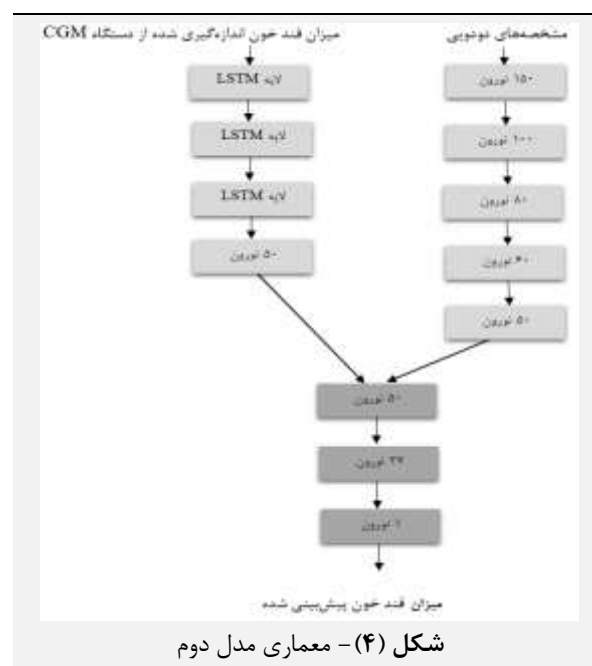 میزان قند خون اندازه‌گیری شده از دستگاه CGM
لایه LSTM
لایه LSTM
لایه LSTM
۵۰ نورون
مشخصه‌های دودویی
۱۵۰ نورون
۱۰۰ نورون
۸۰ نورون
۶۰ نورون
۵۰ نورون
۵۰ نورون
نورون
۱ نورون
میزان قند خون پیش‌بینی شده
شکل (۴)- معماری مدل دوم